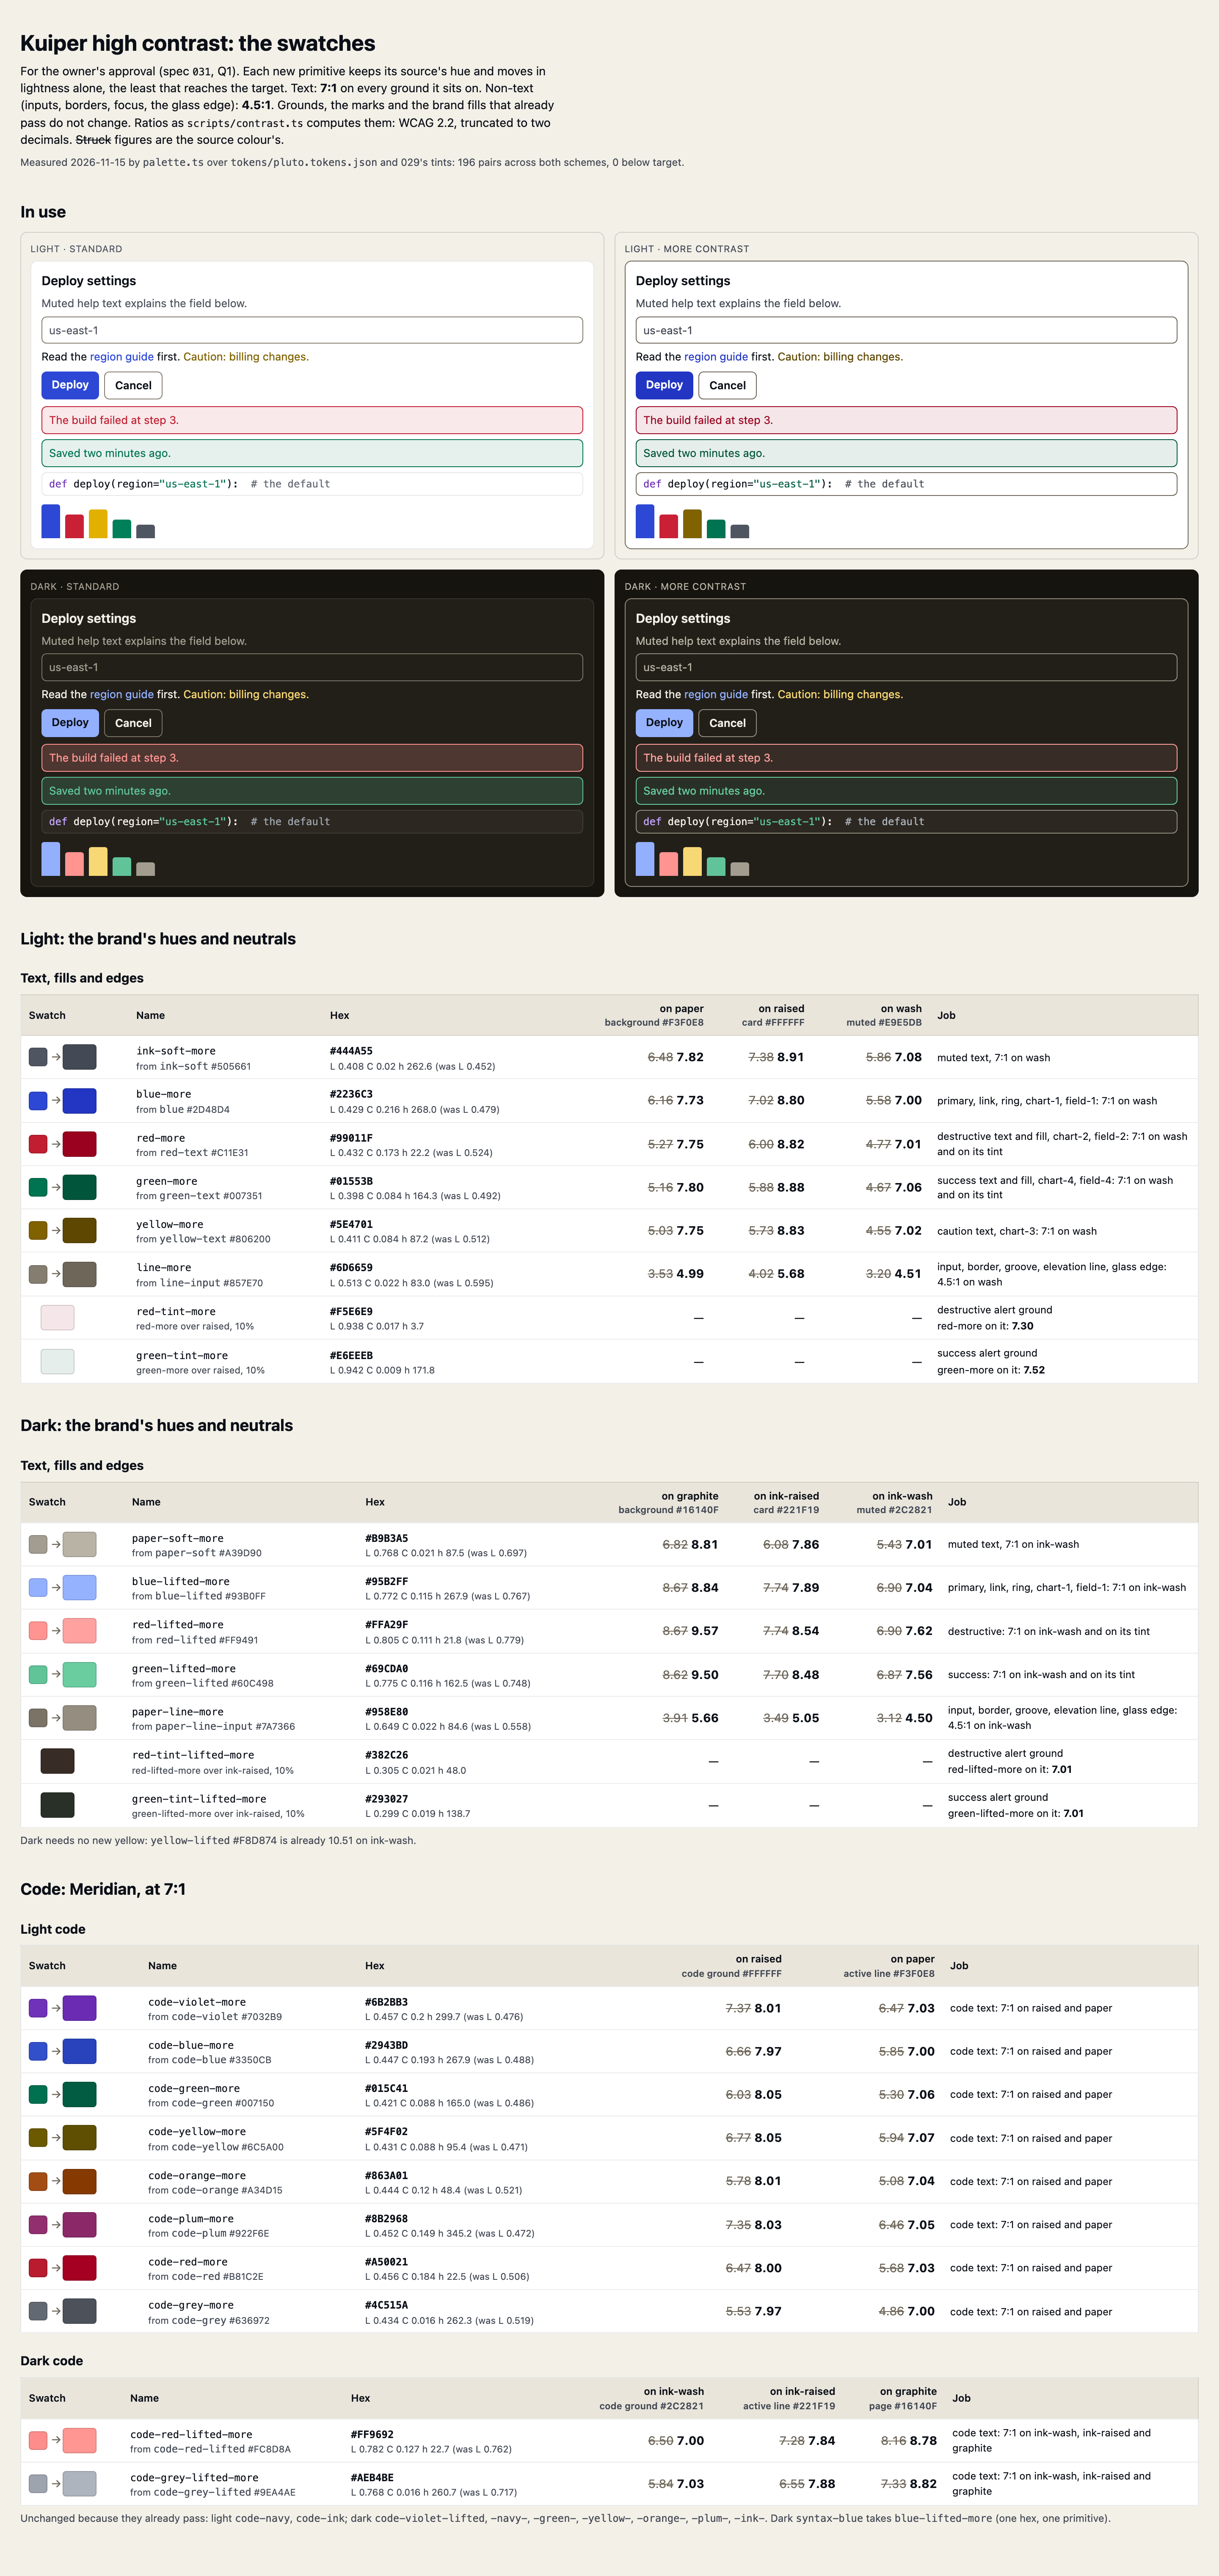 Kuiper high contrast: the swatches
For the owner's approval (spec 031, Q1). Each new primitive keeps its source's hue and moves in
lightness alone, the least that reaches the target. Text: 7:1 on every ground it sits on. Non-text
(inputs, borders, focus, the glass edge): 4.5:1. Grounds, the marks and the brand fills that already
pass do not change. Ratios as scripts/contrast.ts computes them: WCAG 2.2, truncated to two
decimals. Struck figures are the source colour's.
Measured 2026-11-15 by palette.ts over tokens/pluto.tokens.json and 029's tints: 196 pairs across both schemes, 0 below target.
In use
LIGHT · STANDARD
Deploy settings
Muted help text explains the field below.
us-east-1
Read the region guide first. Caution: billing changes.
Deploy Cancel
The build failed at step 3.
Saved two minutes ago.
def deploy(region="us-east-1"): # the default
LIGHT · MORE CONTRAST
Deploy settings
Muted help text explains the field below.
us-east-1
Read the region guide first. Caution: billing changes.
Deploy Cancel
The build failed at step 3.
Saved two minutes ago.
def deploy(region="us-east-1"): # the default
DARK · STANDARD
Deploy settings
Muted help text explains the field below.
us-east-1
Read the region guide first. Caution: billing changes.
Deploy Cancel
The build failed at step 3.
Saved two minutes ago.
def deploy(region="us-east-1"): # the default
DARK · MORE CONTRAST
Deploy settings
Muted help text explains the field below.
us-east-1
Read the region guide first. Caution: billing changes.
Deploy Cancel
The build failed at step 3.
Saved two minutes ago.
def deploy(region="us-east-1"): # the default
Light: the brand's hues and neutrals
Text, fills and edges
Swatch Name Hex on paper on raised on wash Job
background #F3F0E8 card #FFFFFF muted #E9E5DB
ink-soft-more #444A55 6.48 7.82 7.38 8.91 5.86 7.08 muted text, 7:1 on wash
from ink-soft #505661 L 0.408 C 0.02 h 262.6 (was L 0.452)
blue-more #2236C3 6.16 7.73 7.02 8.80 5.58 7.00 primary, link, ring, chart-1, field-1: 7:1 on wash
from blue #2D48D4 L 0.429 C 0.216 h 268.0 (was L 0.479)
red-more #99011F 5.27 7.75 6.00 8.82 4.77 7.01 destructive text and fill, chart-2, field-2: 7:1 on wash
from red-text #C11E31 L 0.432 C 0.173 h 22.2 (was L 0.524) and on its tint
green-more #01553B 5.16 7.80 5.88 8.88 4.67 7.06 success text and fill, chart-4, field-4: 7:1 on wash
from green-text #007351 L 0.398 C 0.084 h 164.3 (was L 0.492) and on its tint
yellow-more #5E4701 5.03 7.75 5.73 8.83 4.55 7.02 caution text, chart-3: 7:1 on wash
from yellow-text #806200 L 0.411 C 0.084 h 87.2 (was L 0.512)
line-more #6D6659 3.53 4.99 4.02 5.68 3.20 4.51 input, border, groove, elevation line, glass edge:
from line-input #857E70 L 0.513 C 0.022 h 83.0 (was L 0.595) 4.5:1 on wash
red-tint-more #F5E6E9 — — — destructive alert ground
red-more over raised, 10% L 0.938 C 0.017 h 3.7 red-more on it: 7.30
green-tint-more #E6EEEB — — — success alert ground
green-more over raised, 10% L 0.942 C 0.009 h 171.8 green-more on it: 7.52
Dark: the brand's hues and neutrals
Text, fills and edges
Swatch Name Hex on graphite on ink-raised on ink-wash Job
background #16140F card #221F19 muted #2C2821
paper-soft-more #B9B3A5 6.82 8.81 6.08 7.86 5.43 7.01 muted text, 7:1 on ink-wash
from paper-soft #A39D90 L 0.768 C 0.021 h 87.5 (was L 0.697)
blue-lifted-more #95B2FF 8.67 8.84 7.74 7.89 6.90 7.04 primary, link, ring, chart-1, field-1: 7:1 on ink-wash
from blue-lifted #93B0FF L 0.772 C 0.115 h 267.9 (was L 0.767)
red-lifted-more #FFA29F 8.67 9.57 7.74 8.54 6.90 7.62 destructive: 7:1 on ink-wash and on its tint
from red-lifted #FF9491 L 0.805 C 0.111 h 21.8 (was L 0.779)
green-lifted-more #69CDA0 8.62 9.50 7.70 8.48 6.87 7.56 success: 7:1 on ink-wash and on its tint
from green-lifted #60C498 L 0.775 C 0.116 h 162.5 (was L 0.748)
paper-line-more #958E80 3.91 5.66 3.49 5.05 3.12 4.50 input, border, groove, elevation line, glass edge:
from paper-line-input #7A7366 L 0.649 C 0.022 h 84.6 (was L 0.558) 4.5:1 on ink-wash
red-tint-lifted-more #382C26 — — — destructive alert ground
red-lifted-more over ink-raised, 10% L 0.305 C 0.021 h 48.0 red-lifted-more on it: 7.01
green-tint-lifted-more #293027 — — — success alert ground
green-lifted-more over ink-raised, 10% L 0.299 C 0.019 h 138.7 green-lifted-more on it: 7.01
Dark needs no new yellow: yellow-lifted #F8D874 is already 10.51 on ink-wash.
Code: Meridian, at 7:1
Light code
Swatch Name Hex on raised on paper Job
code ground #FFFFFF active line #F3F0E8
code-violet-more #6B2BB3 7.37 8.01 6.47 7.03 code text: 7:1 on raised and paper
from code-violet #7032B9 L 0.457 C 0.2 h 299.7 (was L 0.476)
code-blue-more #2943BD 6.66 7.97 5.85 7.00 code text: 7:1 on raised and paper
from code-blue #3350CB L 0.447 C 0.193 h 267.9 (was L 0.488)
code-green-more #015C41 6.03 8.05 5.30 7.06 code text: 7:1 on raised and paper
from code-green #007150 L 0.421 C 0.088 h 165.0 (was L 0.486)
code-yellow-more #5F4F02 6.77 8.05 5.94 7.07 code text: 7:1 on raised and paper
from code-yellow #6C5A00 L 0.431 C 0.088 h 95.4 (was L 0.471)
code-orange-more #863A01 5.78 8.01 5.08 7.04 code text: 7:1 on raised and paper
from code-orange #A34D15 L 0.444 C 0.12 h 48.4 (was L 0.521)
code-plum-more #8B2968 7.35 8.03 6.46 7.05 code text: 7:1 on raised and paper
from code-plum #922F6E L 0.452 C 0.149 h 345.2 (was L 0.472)
code-red-more #A50021 6.47 8.00 5.68 7.03 code text: 7:1 on raised and paper
from code-red #B81C2E L 0.456 C 0.184 h 22.5 (was L 0.506)
code-grey-more #4C515A 5.53 7.97 4.86 7.00 code text: 7:1 on raised and paper
from code-grey #636972 L 0.434 C 0.016 h 262.3 (was L 0.519)
Dark code
Swatch Name Hex on ink-wash on ink-raised on graphite Job
code ground #2C2821 active line #221F19 page #16140F
code-red-lifted-more #FF9692 6.50 7.00 7.28 7.84 8.16 8.78 code text: 7:1 on ink-wash, ink-raised and
from code-red-lifted #FC8D8A L 0.782 C 0.127 h 22.7 (was L 0.762) graphite
code-grey-lifted-more #AEB4BE 5.84 7.03 6.55 7.88 7.33 8.82 code text: 7:1 on ink-wash, ink-raised and
from code-grey-lifted #9EA4AE L 0.768 C 0.016 h 260.7 (was L 0.717) graphite
Unchanged because they already pass: light code-navy, code-ink; dark code-violet-lifted, -navy-, -green-, -yellow-, -orange-, -plum-, -ink-. Dark syntax-blue takes blue-lifted-more (one hex, one primitive).